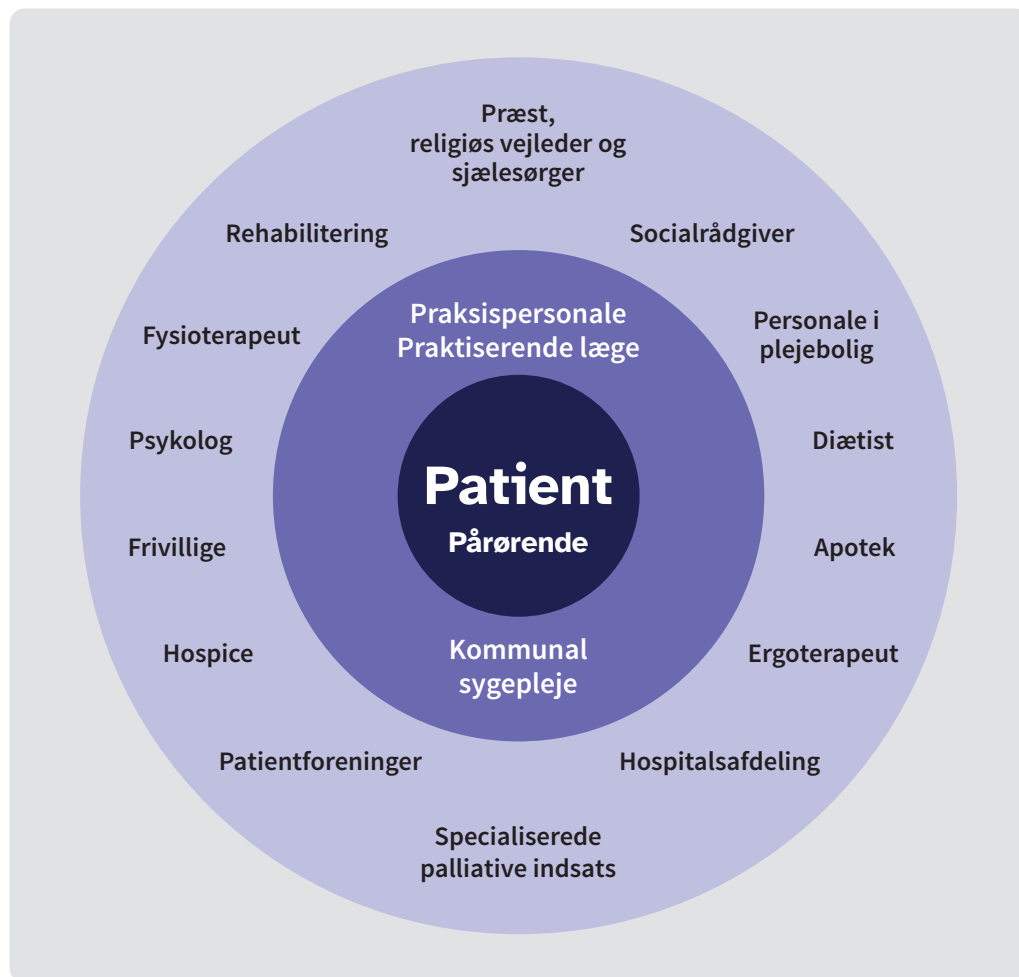 Præst,
religiøs vejleder og
sjælesørger
Rehabilitering
Socialrådgiver
Praksispersonale
Praktiserende læge
Fysioterapeut
Personale i
plejebolig
Psykolog
Diætist
Patient
Pårørende
Frivillige
Apotek
Hospice
Kommunal
sygepleje
Ergoterapeut
Patientforeninger
Hospitalsafdeling
Specialiserede
palliative indsats